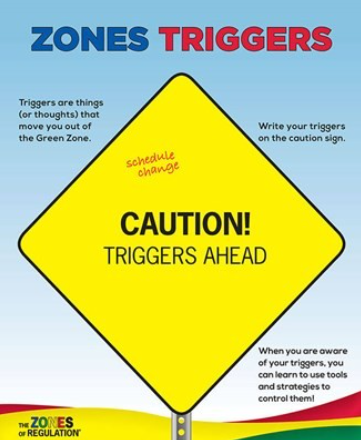 ZONES TRIGGERS
Triggers are things
(or thoughts) that
move you out of
the Green Zone.
Write your triggers
on the caution sign.
schedule
change
CAUTION!
TRIGGERS AHEAD
When you are aware
of your triggers, you
can learn to use tools
and strategies to
control them!
THE ZONES
OF REGULATION